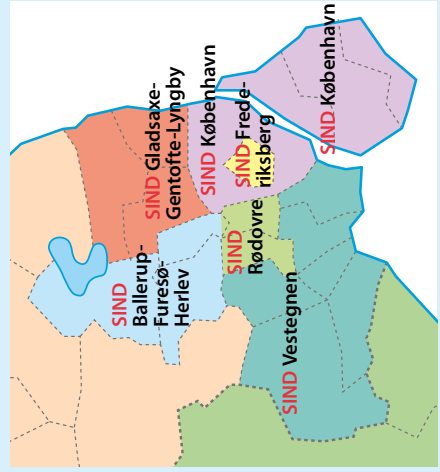 SIND Gladsaxe-
Gentofte-Lyngby
SIND København
SIND Frede-
riksberg
SIND København
SIND
Ballerup-
Furesø-
Herlev
SIND
Rødovre
SIND Vestegnen